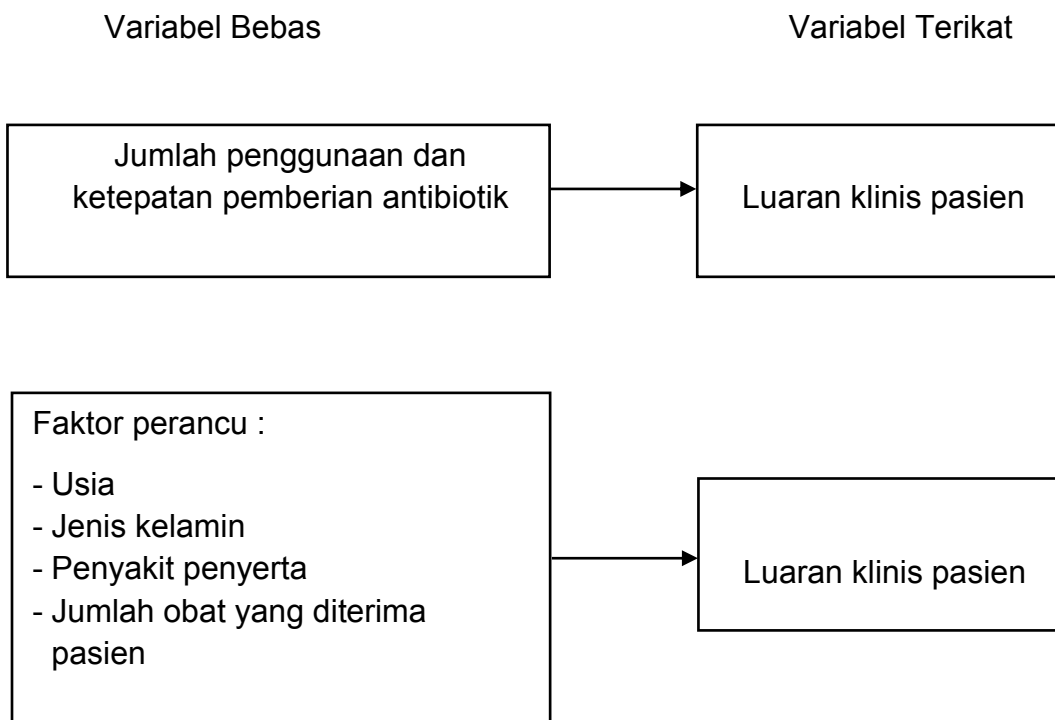 Variabel Bebas
Variabel Terikat
Jumlah penggunaan dan
ketepatan pemberian antibiotik
Luaran klinis pasien
Faktor perancu :
- Usia
- Jenis kelamin
- Penyakit penyerta
- Jumlah obat yang diterima
pasien
Luaran klinis pasien